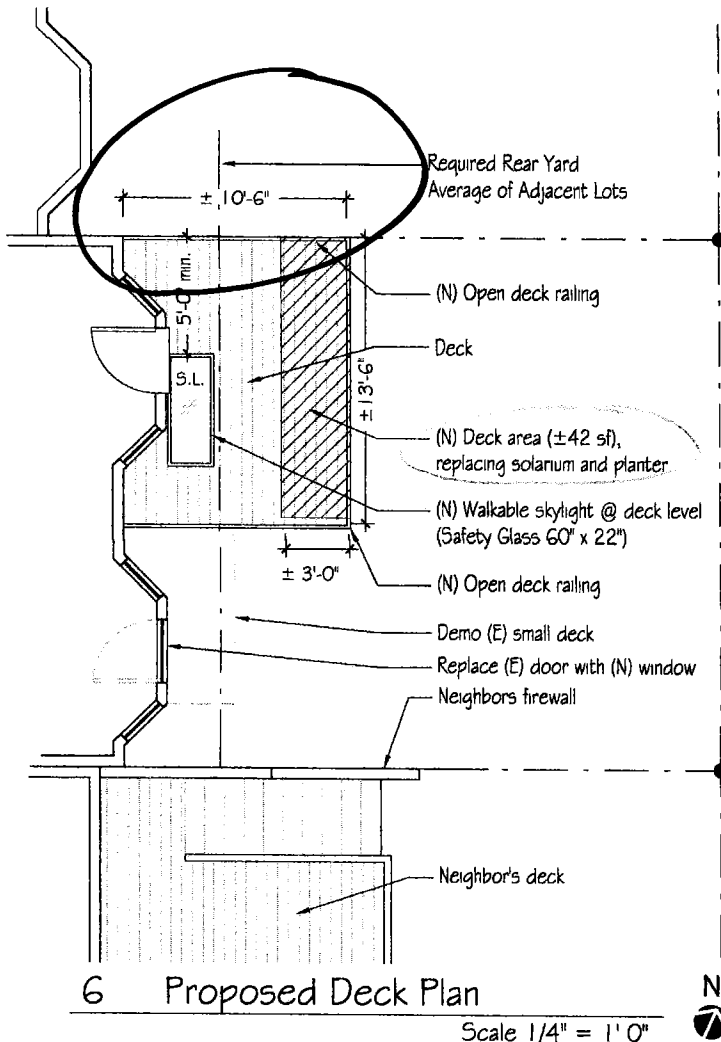 Required Rear Yard
Average of Adjacent Lots
± 10'-6"
5'-0" min.
(N) Open deck railing
Deck
S.L.
±13'-6"
(N) Deck area (±42 sf),
replacing solarium and planter
(N) Walkable skylight @ deck level
(Safety Glass 60" x 22")
± 3'-0"
(N) Open deck railing
Demo (E) small deck
Replace (E) door with (N) window
Neighbors firewall
Neighbor's deck
6 Proposed Deck Plan
N
Scale 1/4" = 1' 0"